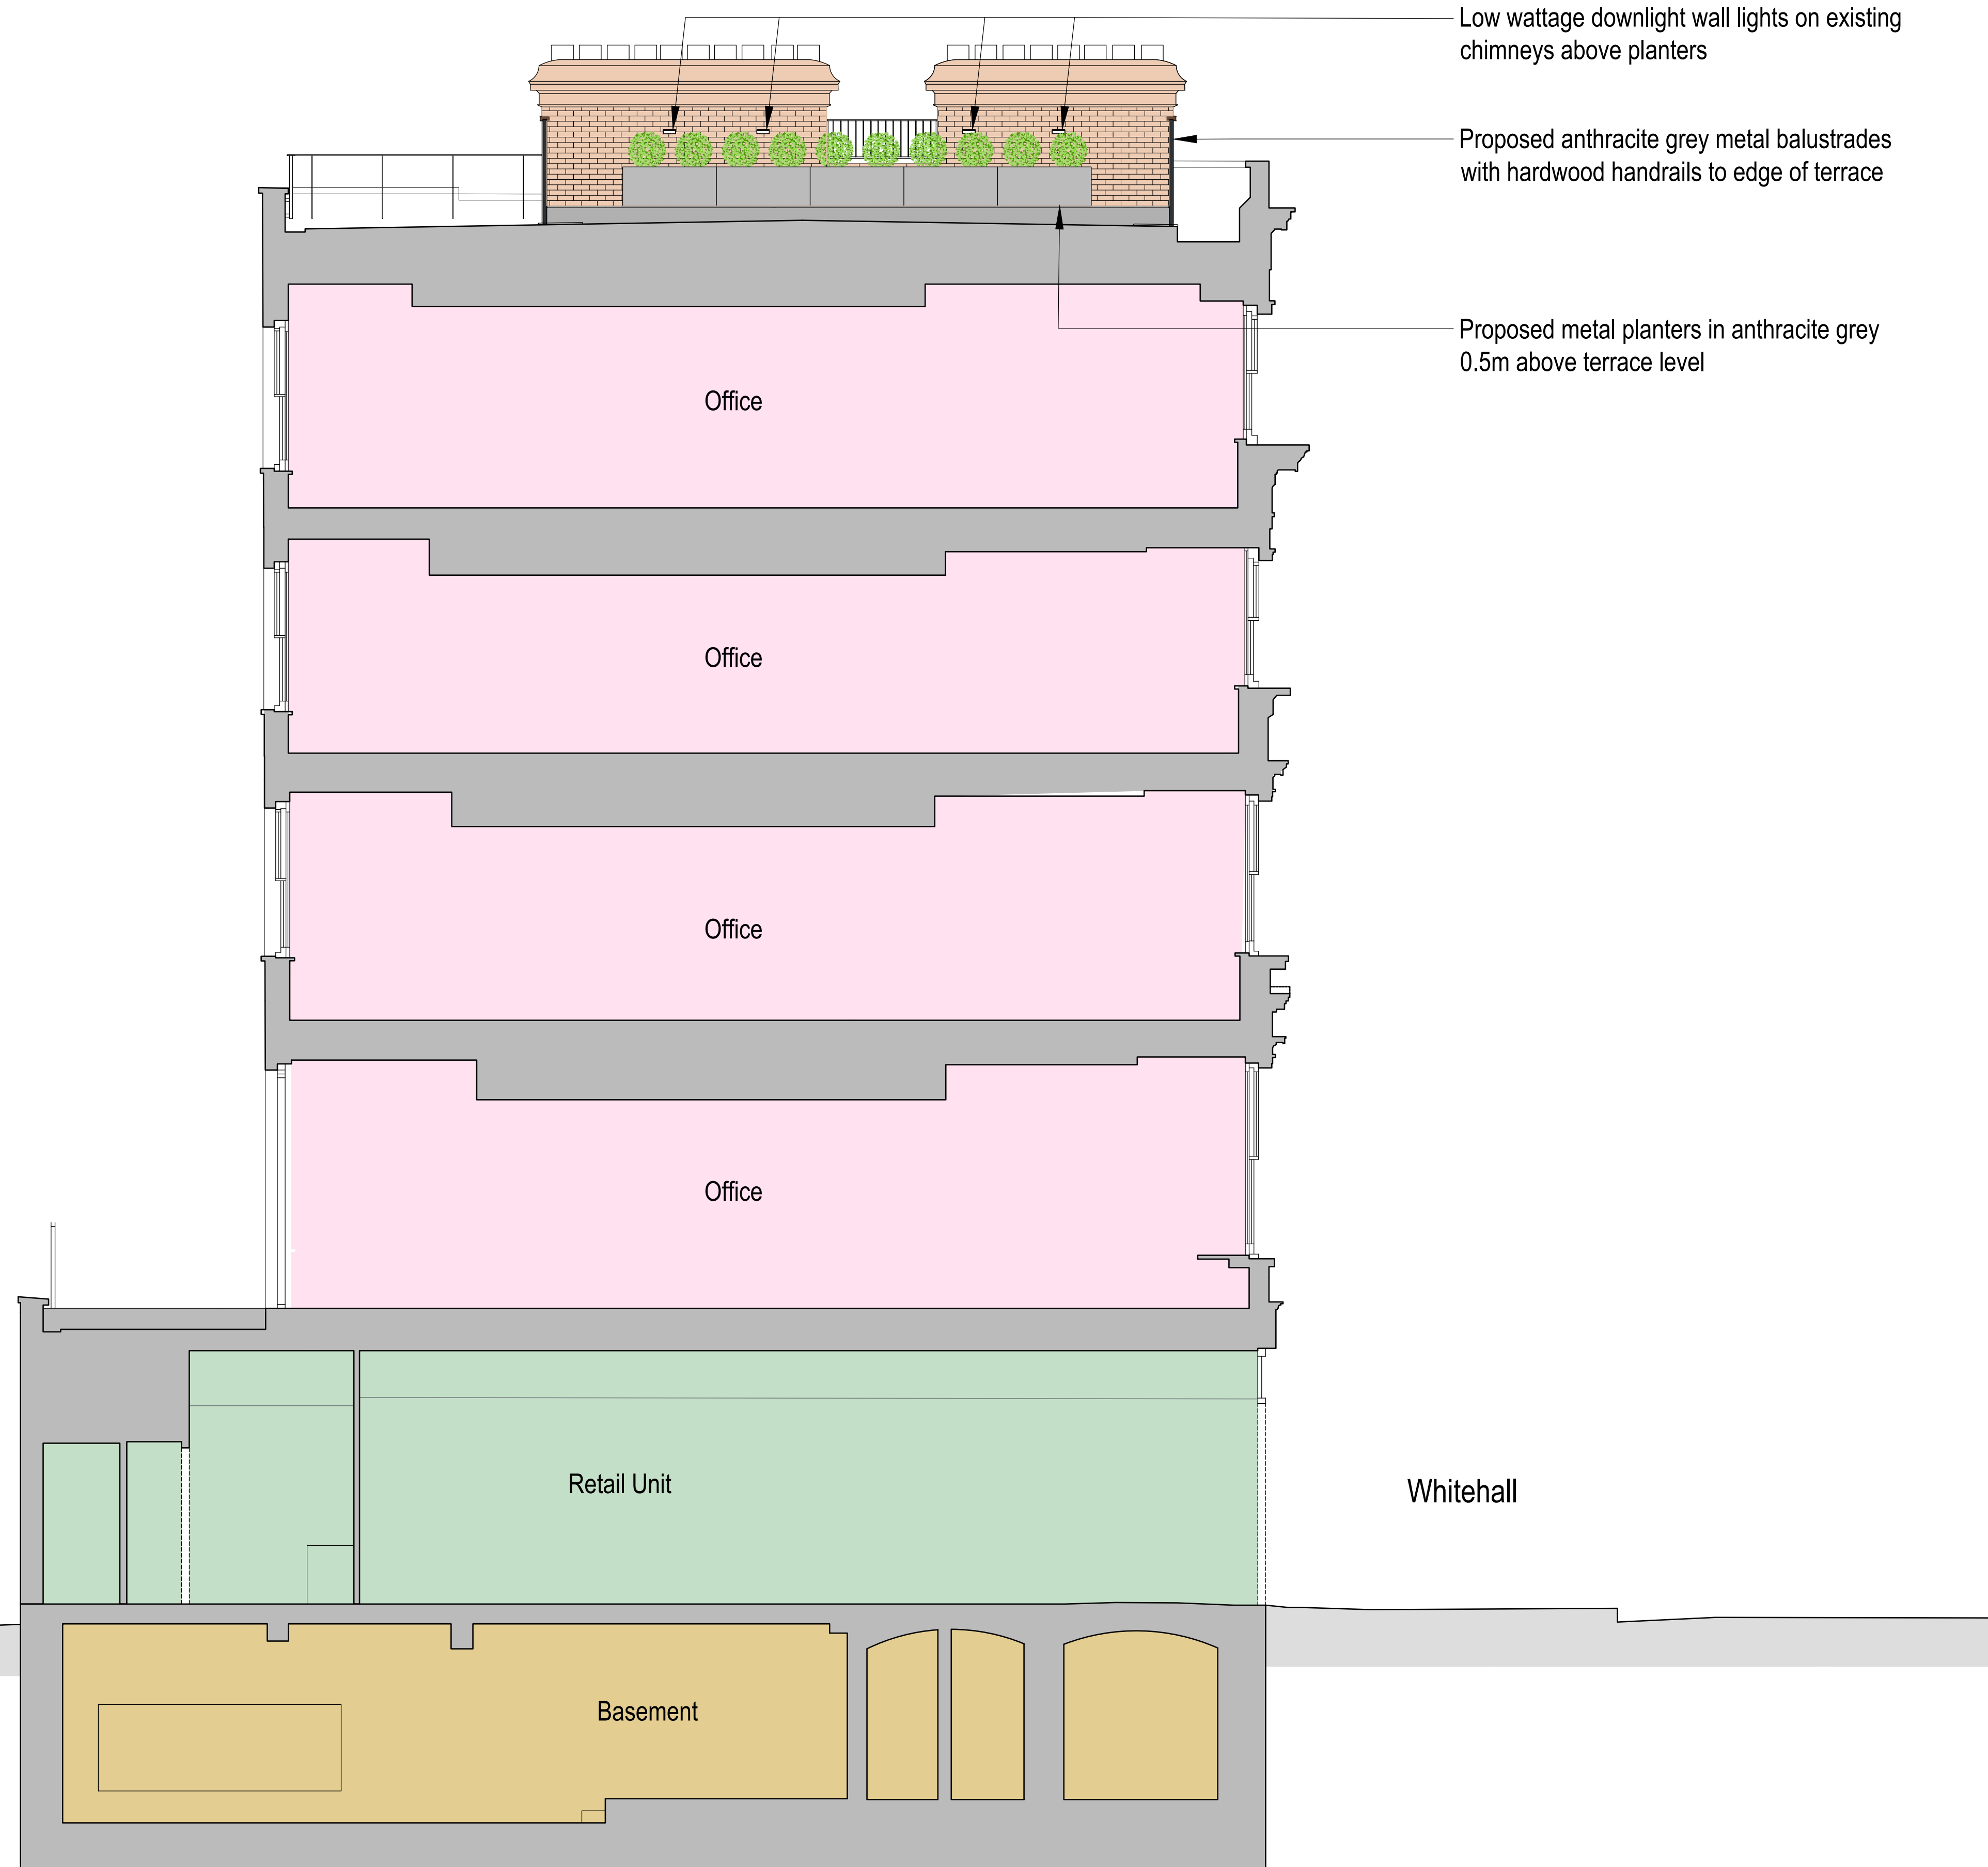 Low wattage downlight wall lights on existing
chimneys above planters
Proposed anthracite grey metal balustrades
with hardwood handrails to edge of terrace
Proposed metal planters in anthracite grey
0.5m above terrace level
Office
Office
Office
Office
Retail Unit
Whitehall
Basement